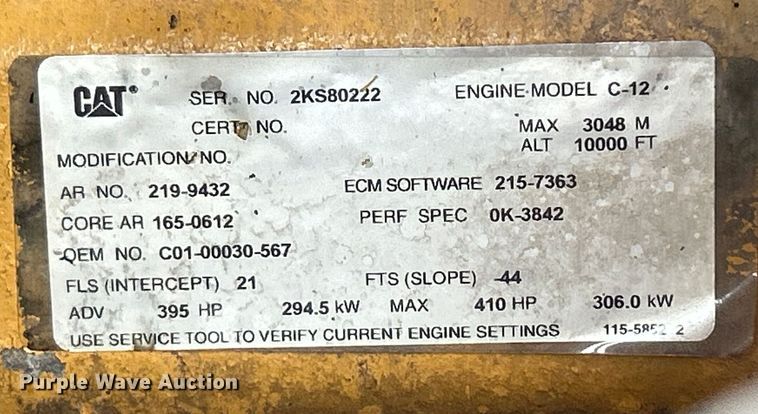 CAT SER. NO. 2KS80222 ENGINE MODEL C-12
CERT NO. MAX 3048 M
ALT 10000 FT
MODIFICATION NO.
AR NO. 219-9432 ECM SOFTWARE 215-7363
CORE AR 165-0612 PERF SPEC 0K-3842
OEM NO. C01-00030-567
FLS (INTERCEPT) 21 FTS (SLOPE) -44
ADV 395 HP 294.5 kW MAX 410 HP 306.0 kW
USE SERVICE TOOL TO VERIFY CURRENT ENGINE SETTINGS 115-5852 2
Purple Wave Auction